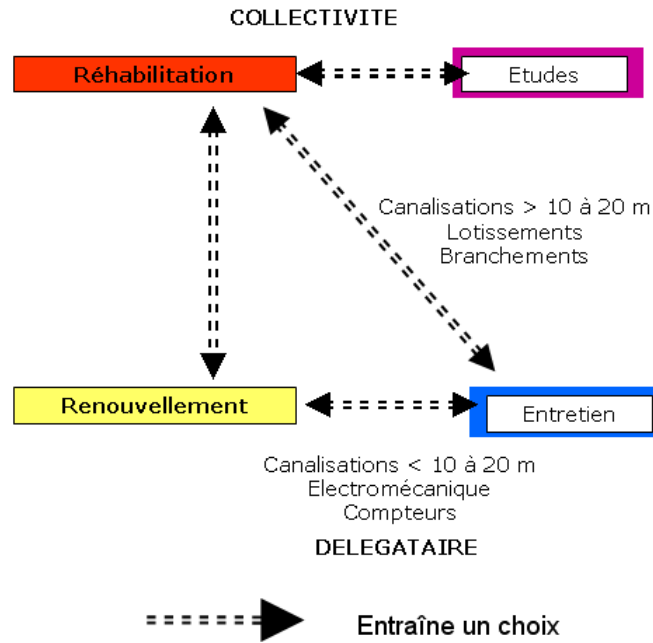 COLLECTIVITE
Réhabilitation
Etudes
Canalisations > 10 à 20 m
Lotissements
Branchements
Renouvellement
Entretien
Canalisations < 10 à 20 m
Electromécanique
Compteurs
DELEGATAIRE
Entraîne un choix